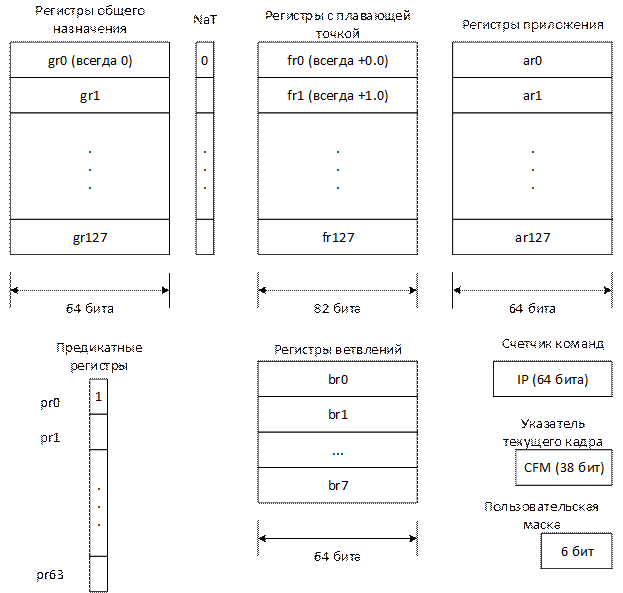 Регистры общего
назначения
NaT
Регистры с плавающей
точкой
Регистры приложения
gr0 (всегда 0)
0
fr0 (всегда +0.0)
ar0
gr1
fr1 (всегда +1.0)
ar1
gr127
fr127
ar127
64 бита
82 бита
64 бита
Предикатные
регистры
pr0
1
pr1
pr63
Регистры ветвлений
br0
br1
...
br7
64 бита
Счетчик команд
IP (64 бита)
Указатель
текущего кадра
CFM (38 бит)
Пользовательская
маска
6 бит